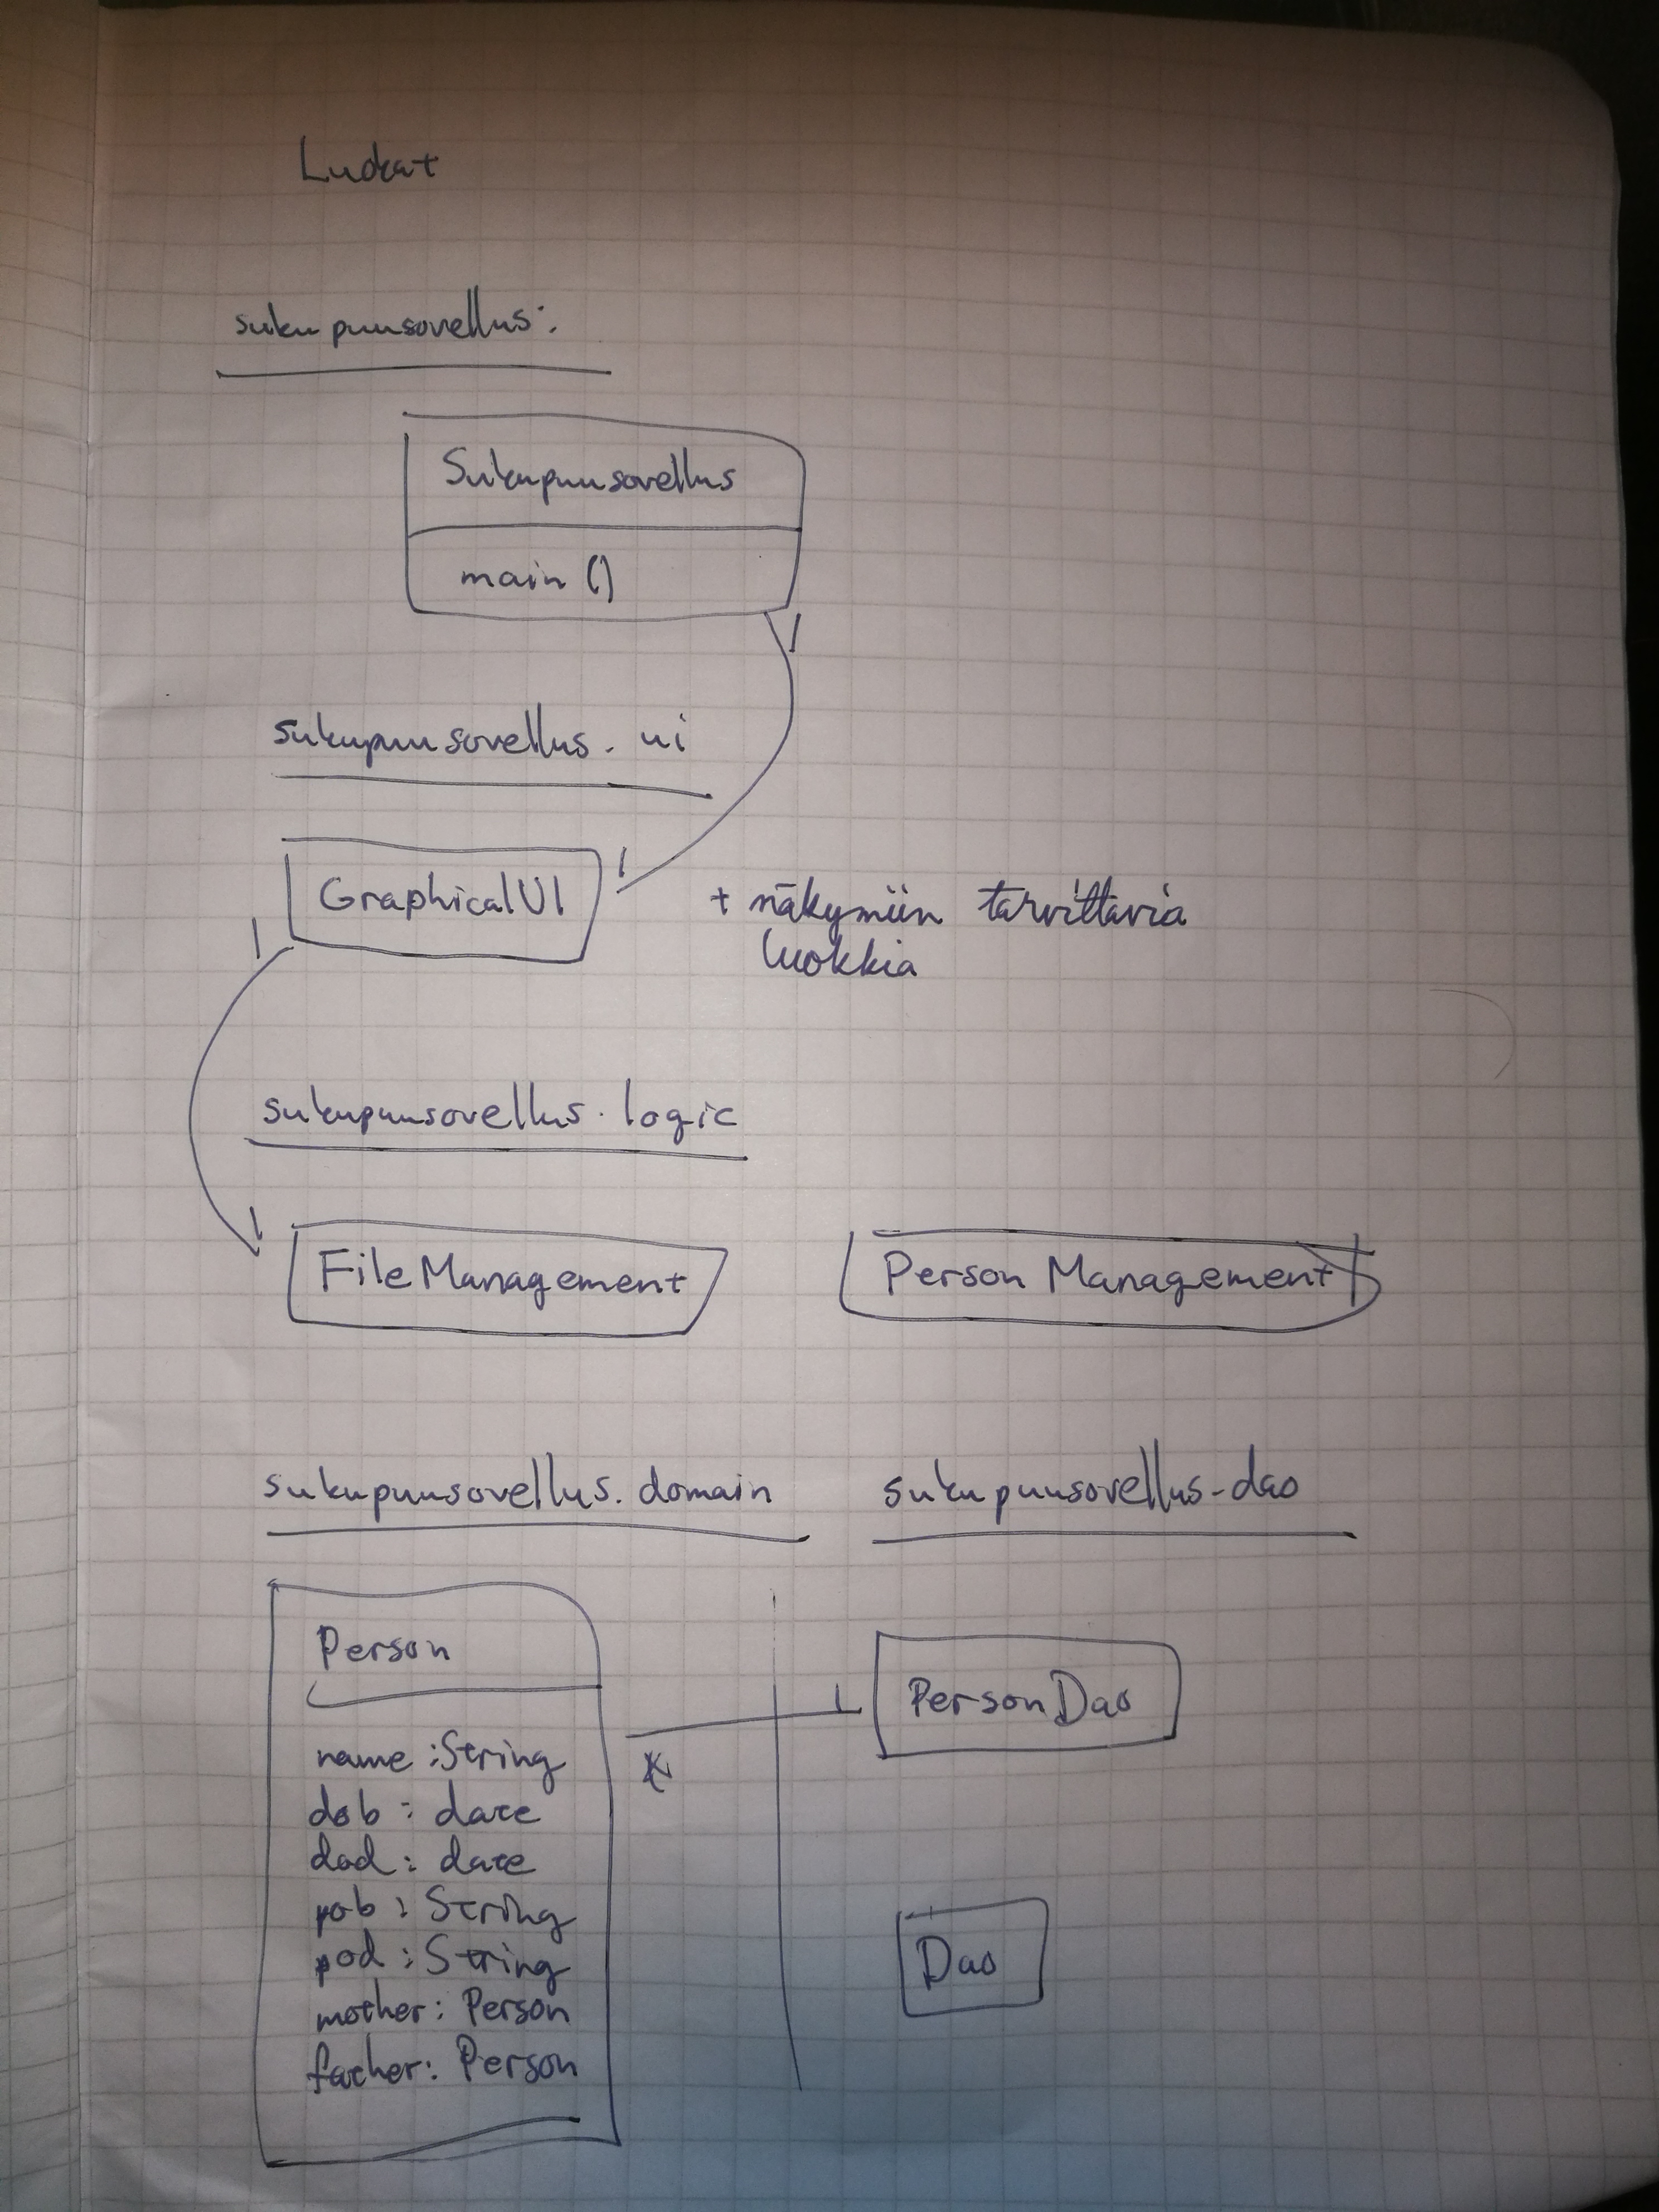 Luokat
sukupuusovellus:
Sukupuusovellus
main ()
1
sukupuusovellus. ui
1
GraphicalUI
+ näkymiin tarvittavia
luokkia
1
sukupuusovellus. logic
1
FileManagement
Person Management
sukupuusovellus. domain
sukupuusovellus-dao
Person
PersonDao
1
*
name :String
dob : date
dod : date
pob : String
pod : String
mother: Person
father: Person
Dao